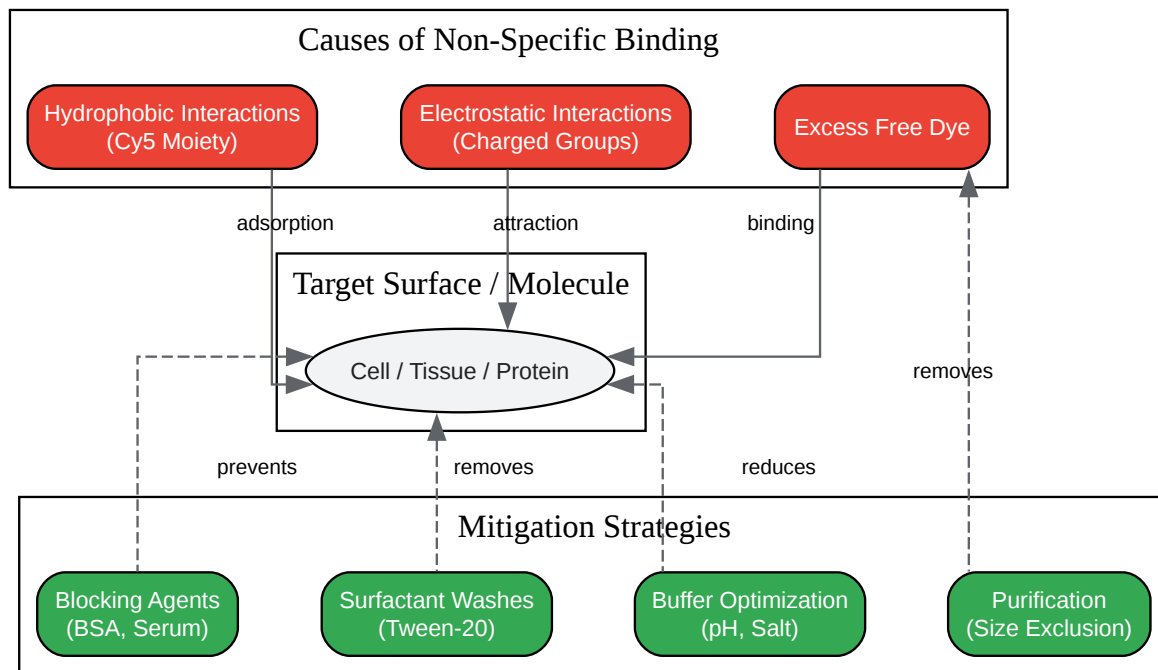 Causes of Non-Specific Binding
Hydrophobic Interactions
(Cy5 Moiety)
Electrostatic Interactions
(Charged Groups)
Excess Free Dye
adsorption
attraction
binding
Target Surface / Molecule
Cell / Tissue / Protein
removes
prevents
removes
reduces
Mitigation Strategies
Blocking Agents
(BSA, Serum)
Surfactant Washes
(Tween-20)
Buffer Optimization
(pH, Salt)
Purification
(Size Exclusion)